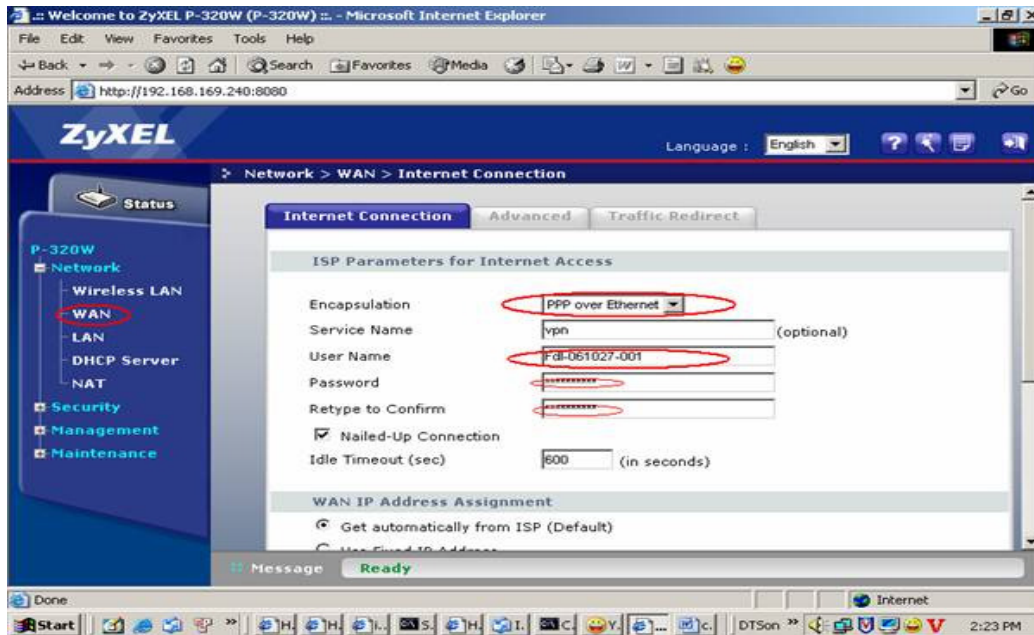 .:: Welcome to ZyXEL P-320W (P-320W) ::. - Microsoft Internet Explorer
File Edit View Favorites Tools Help
Back Search Favorites Media
Address http://192.168.169.240:8080 Go
ZyXEL
Language : English
Network > WAN > Internet Connection
Status
Internet Connection Advanced Traffic Redirect
P-320W
Network
Wireless LAN
WAN
LAN
DHCP Server
NAT
Security
Management
Maintenance
ISP Parameters for Internet Access
Encapsulation PPP over Ethernet
Service Name vpn (optional)
User Name Fdl-061027-001
Password
Retype to Confirm
Nailed-Up Connection
Idle Timeout (sec) 600 (in seconds)
WAN IP Address Assignment
Get automatically from ISP (Default)
Use Fixed IP Address
Message Ready
Done Internet
Start DTSon 2:23 PM